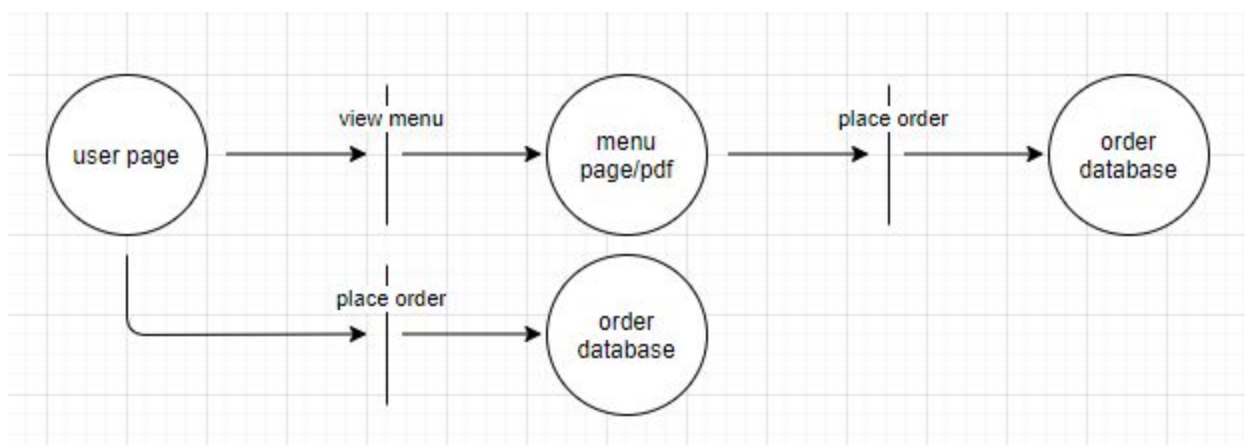 user page
view menu
menu
page/pdf
place order
order
database
place order
order
database